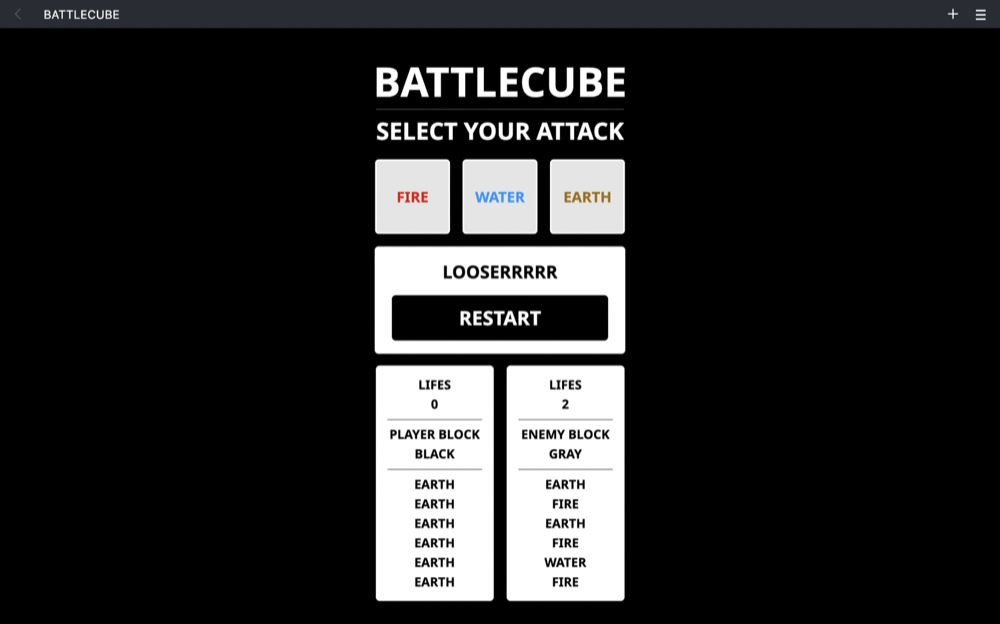 BATTLECUBE
BATTLECUBE
SELECT YOUR ATTACK
FIRE
WATER
EARTH
LOOSERRRRR
RESTART
LIFES
0
PLAYER BLOCK
BLACK
EARTH
EARTH
EARTH
EARTH
EARTH
EARTH
LIFES
2
ENEMY BLOCK
GRAY
EARTH
FIRE
EARTH
FIRE
WATER
FIRE